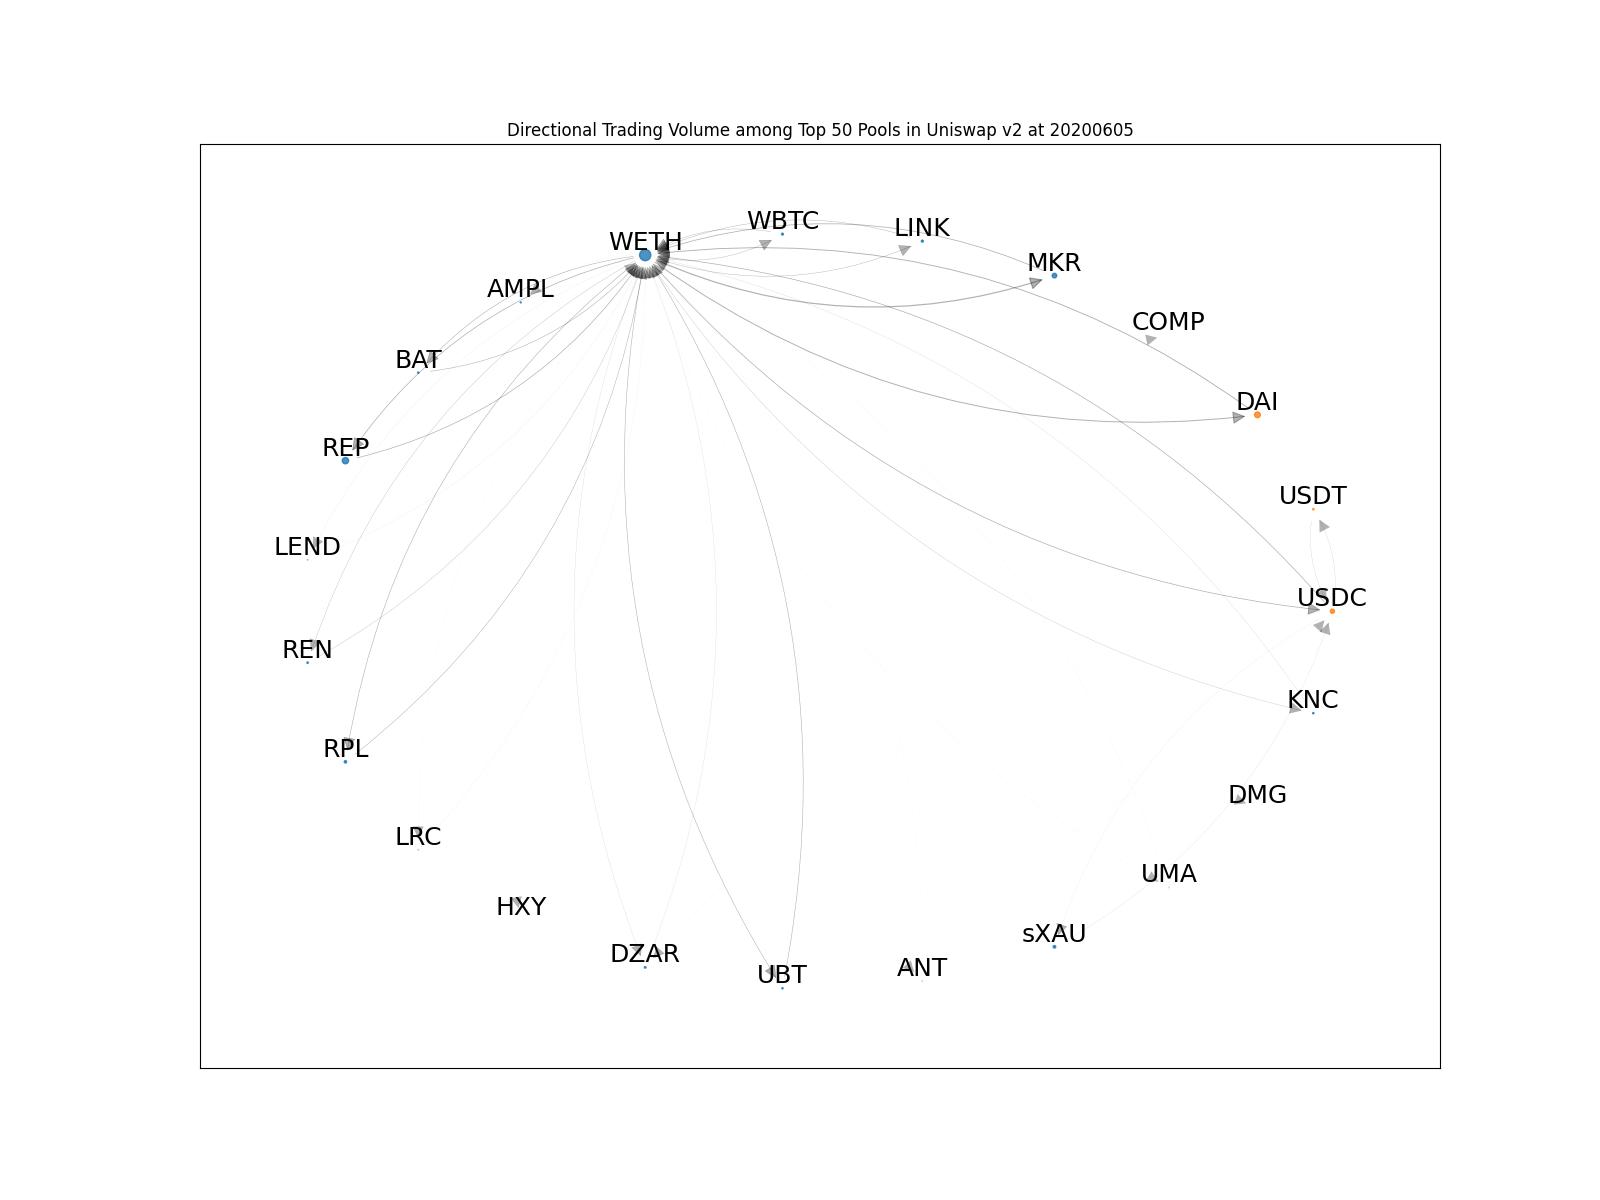 Directional Trading Volume among Top 50 Pools in Uniswap v2 at 20200605
WBTC
LINK
WETH
MKR
AMPL
COMP
BAT
DAI
REP
USDT
LEND
USDC
REN
KNC
RPL
DMG
LRC
UMA
HXY
sXAU
DZAR
ANT
UBT